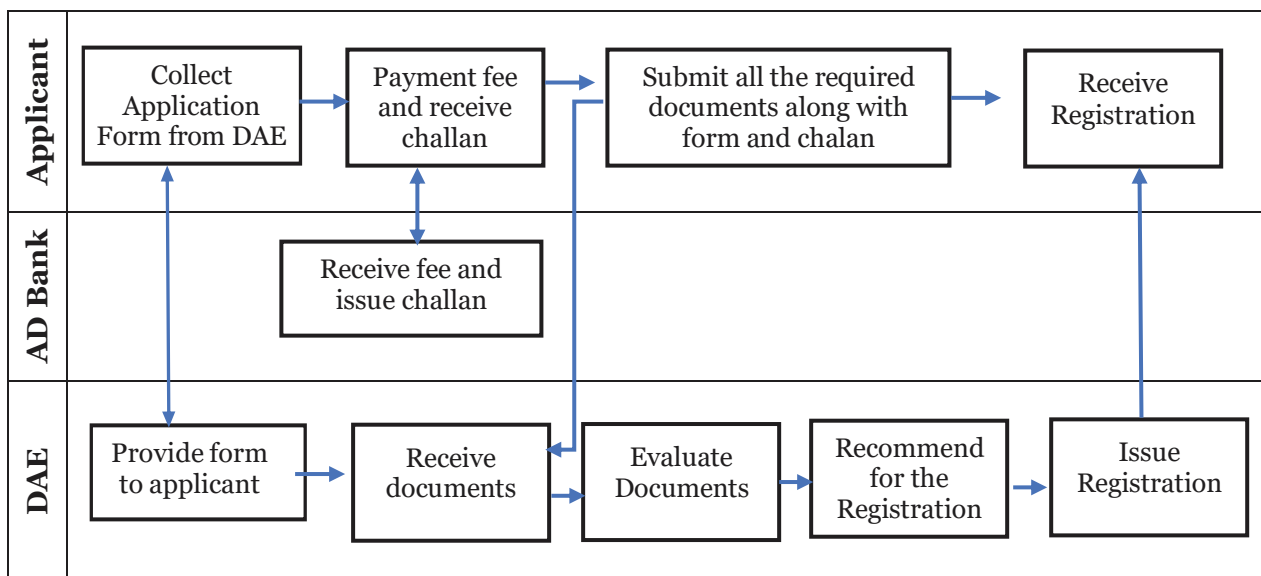 Applicant
Collect
Application
Form from DAE
Payment fee
and receive
challan
Submit all the required
documents along with
form and chalan
Receive
Registration
AD Bank
Receive fee and
issue challan
DAE
Provide form
to applicant
Receive
documents
Evaluate
Documents
Recommend
for the
Registration
Issue
Registration